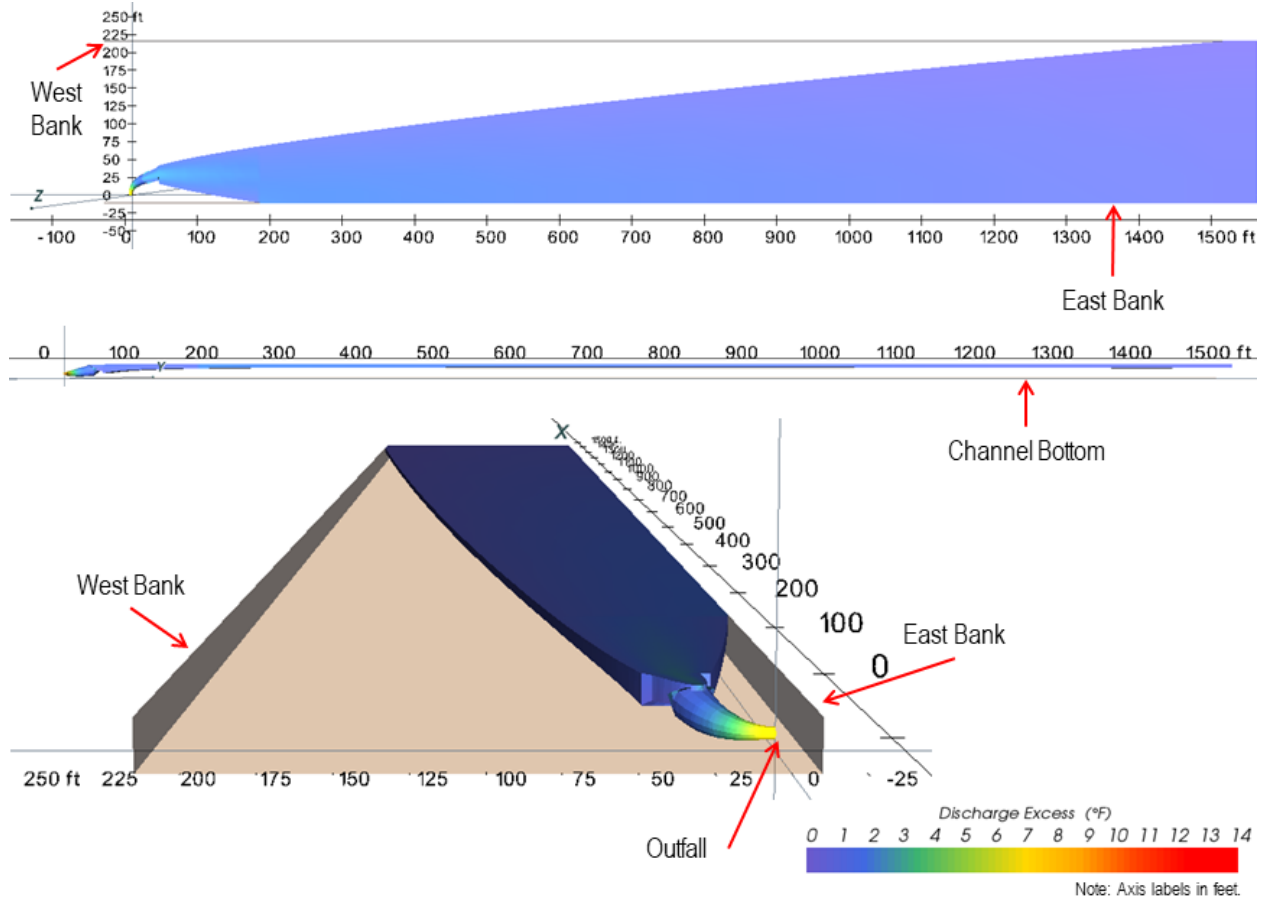 250 ft
225
200
175
150
125
100
75
50
25
0
-25
-50
West
Bank
Z
-100 0 100 200 300 400 500 600 700 800 900 1000 1100 1200 1300 1400 1500 ft
East Bank
0 100 200 300 400 500 600 700 800 900 1000 1100 1200 1300 1400 1500 ft
Y
Channel Bottom
X
1200
1100
1000
900
800
700
600
500
400
300
200
100
0
West Bank
East Bank
250 ft 225 200 175 150 125 100 75 50 25 0 -25
Outfall
Discharge Excess (°F)
0 1 2 3 4 5 6 7 8 9 10 11 12 13 14
Note: Axis labels in feet.